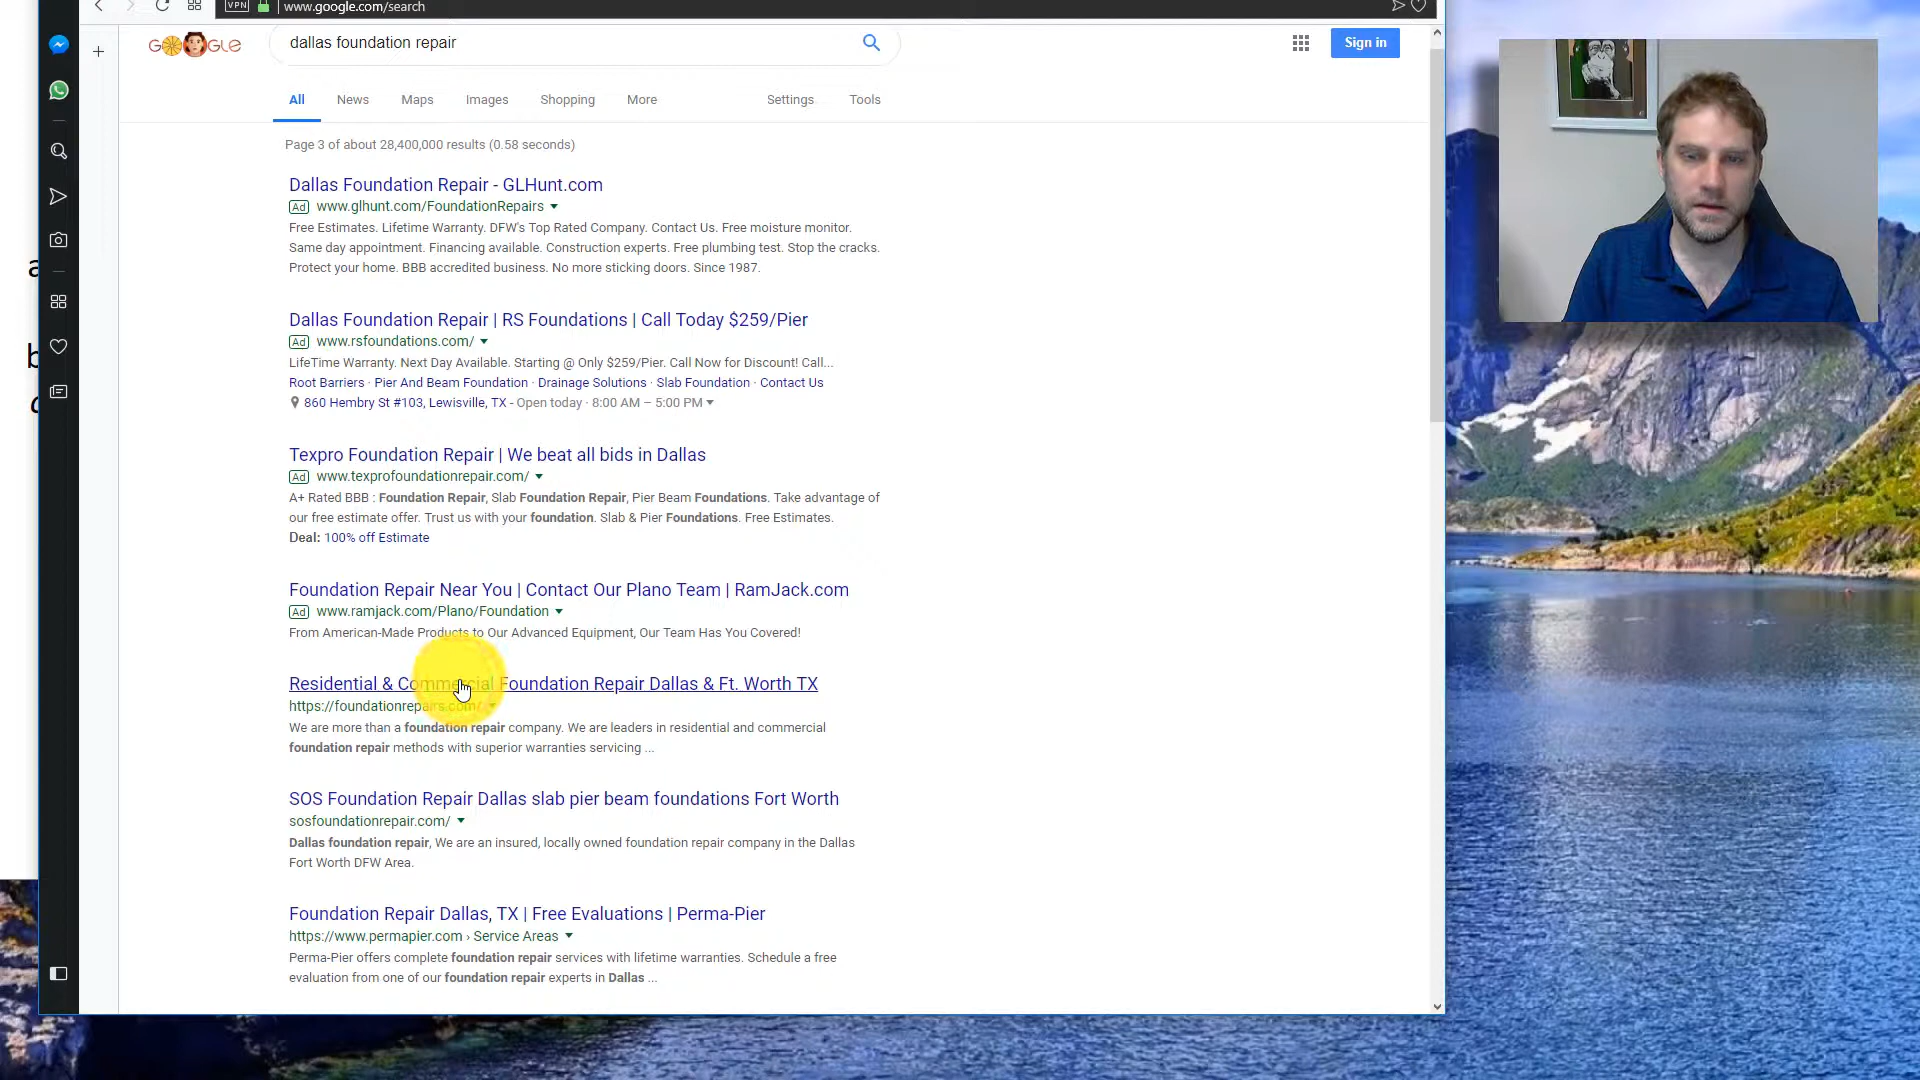 VPN www.google.com/search
GOOGLE dallas foundation repair Sign in
All News Maps Images Shopping More Settings Tools
Page 3 of about 28,400,000 results (0.58 seconds)
Dallas Foundation Repair - GLHunt.com
Ad www.glhunt.com/FoundationRepairs
Free Estimates. Lifetime Warranty. DFW's Top Rated Company. Contact Us. Free moisture monitor.
Same day appointment. Financing available. Construction experts. Free plumbing test. Stop the cracks.
Protect your home. BBB accredited business. No more sticking doors. Since 1987.
Dallas Foundation Repair | RS Foundations | Call Today $259/Pier
Ad www.rsfoundations.com/
LifeTime Warranty. Next Day Available. Starting @ Only $259/Pier. Call Now for Discount! Call...
Root Barriers · Pier And Beam Foundation · Drainage Solutions · Slab Foundation · Contact Us
860 Hembry St #103, Lewisville, TX - Open today · 8:00 AM – 5:00 PM
Texpro Foundation Repair | We beat all bids in Dallas
Ad www.texprofoundationrepair.com/
A+ Rated BBB : Foundation Repair, Slab Foundation Repair, Pier Beam Foundations. Take advantage of
our free estimate offer. Trust us with your foundation. Slab & Pier Foundations. Free Estimates.
Deal: 100% off Estimate
Foundation Repair Near You | Contact Our Plano Team | RamJack.com
Ad www.ramjack.com/Plano/Foundation
From American-Made Products to Our Advanced Equipment, Our Team Has You Covered!
Residential & Commercial Foundation Repair Dallas & Ft. Worth TX
https://foundationrepairs.com/
We are more than a foundation repair company. We are leaders in residential and commercial
foundation repair methods with superior warranties servicing ...
SOS Foundation Repair Dallas slab pier beam foundations Fort Worth
sosfoundationrepair.com/
Dallas foundation repair, We are an insured, locally owned foundation repair company in the Dallas
Fort Worth DFW Area.
Foundation Repair Dallas, TX | Free Evaluations | Perma-Pier
https://www.permapier.com › Service Areas
Perma-Pier offers complete foundation repair services with lifetime warranties. Schedule a free
evaluation from one of our foundation repair experts in Dallas ...